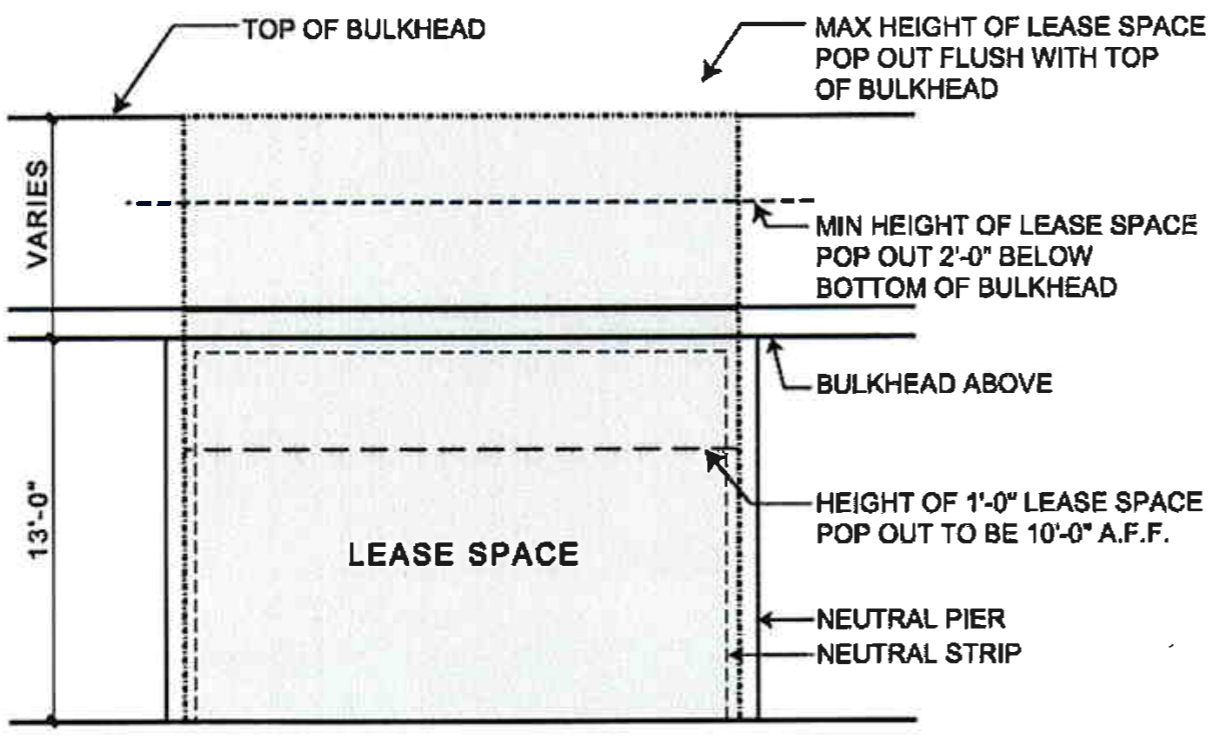 TOP OF BULKHEAD
MAX HEIGHT OF LEASE SPACE
POP OUT FLUSH WITH TOP
OF BULKHEAD
VARIES
MIN HEIGHT OF LEASE SPACE
POP OUT 2'-0" BELOW
BOTTOM OF BULKHEAD
BULKHEAD ABOVE
13'-0"
HEIGHT OF 1'-0" LEASE SPACE
POP OUT TO BE 10'-0" A.F.F.
LEASE SPACE
NEUTRAL PIER
NEUTRAL STRIP